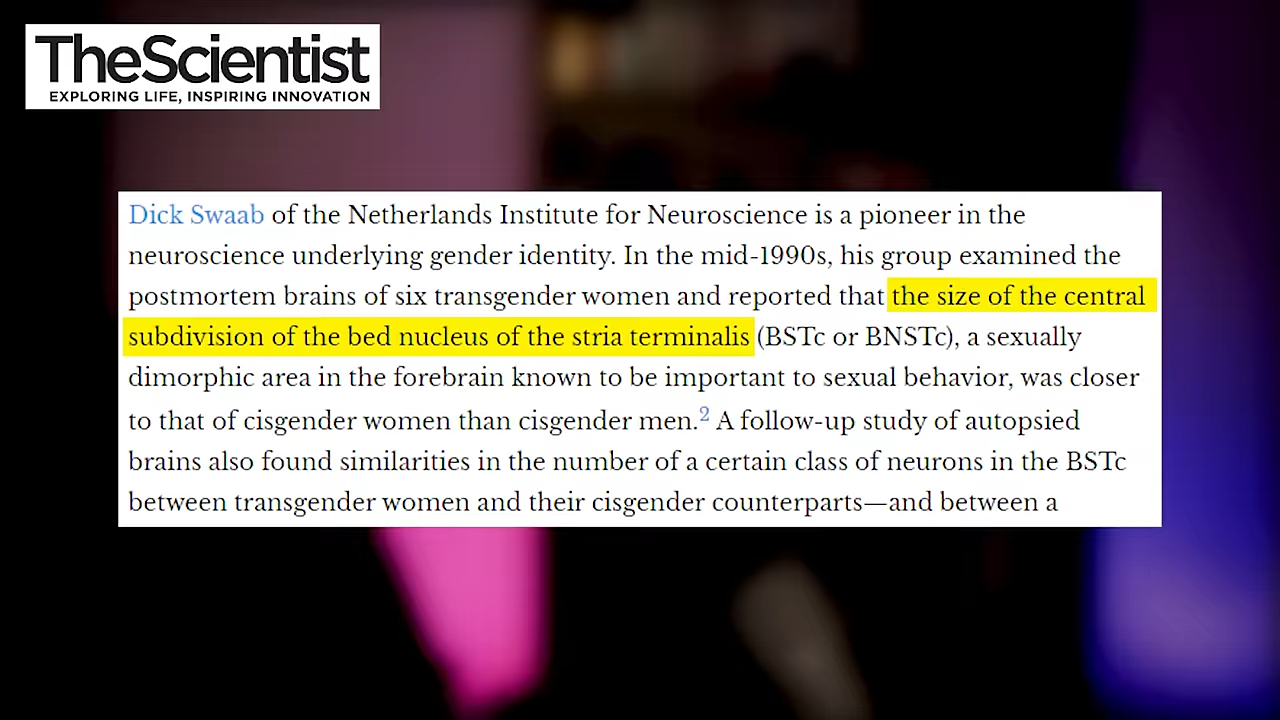 TheScientist
EXPLORING LIFE, INSPIRING INNOVATION
Dick Swaab of the Netherlands Institute for Neuroscience is a pioneer in the
neuroscience underlying gender identity. In the mid-1990s, his group examined the
postmortem brains of six transgender women and reported that the size of the central
subdivision of the bed nucleus of the stria terminalis (BSTc or BNSTc), a sexually
dimorphic area in the forebrain known to be important to sexual behavior, was closer
to that of cisgender women than cisgender men.2 A follow-up study of autopsied
brains also found similarities in the number of a certain class of neurons in the BSTc
between transgender women and their cisgender counterparts—and between a